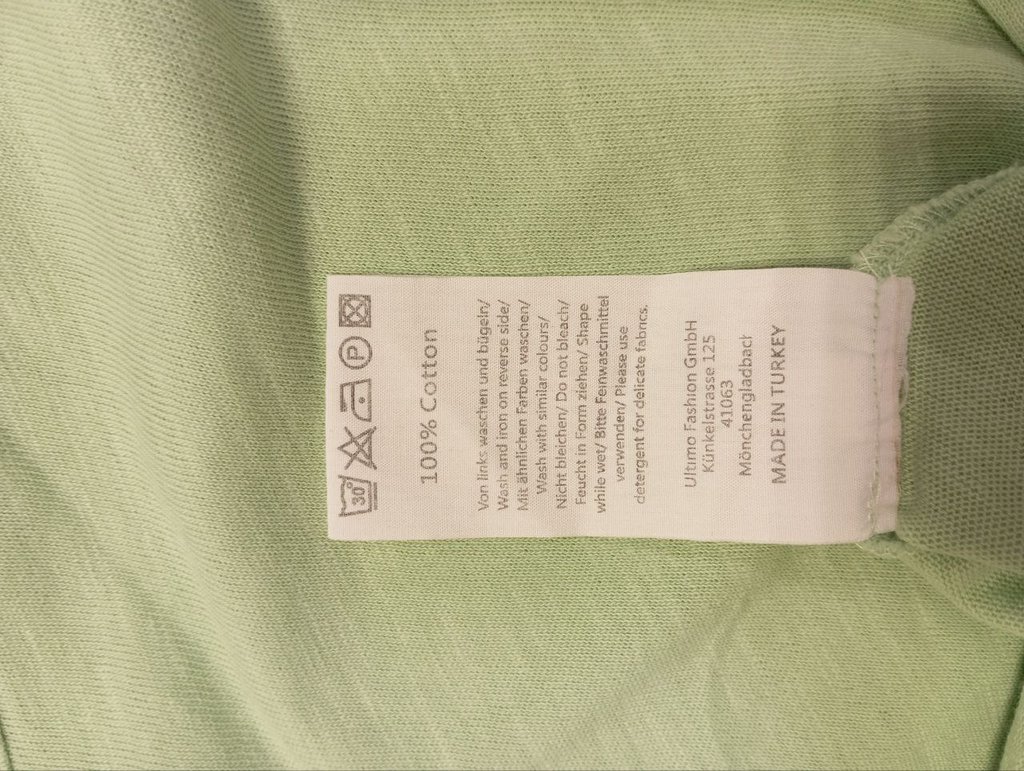 30°
P
100% Cotton
Von links waschen und bügeln/
Wash and iron on reverse side/
Mit ähnlichen Farben waschen/
Wash with similar colours/
Nicht bleichen/ Do not bleach/
Feucht in Form ziehen/ Shape
while wet/ Bitte Feinwaschmittel
verwenden/ Please use
detergent for delicate fabrics.
Ultimo Fashion GmbH
Künkelstrasse 125
41063
Mönchengladbach
MADE IN TURKEY